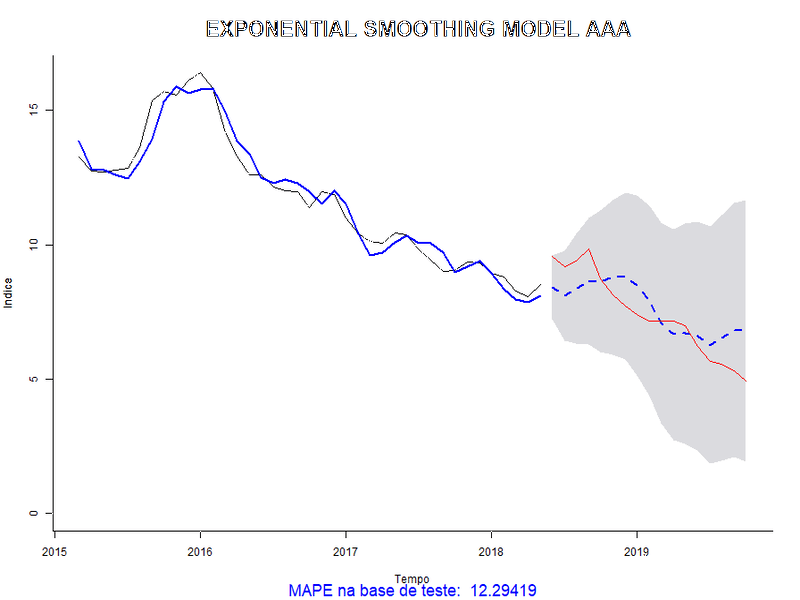 EXPONENTIAL SMOOTHING MODEL AAA
15
10
5
0
Indice
2015 2016 2017 2018 2019
Tempo
MAPE na base de teste: 12.29419